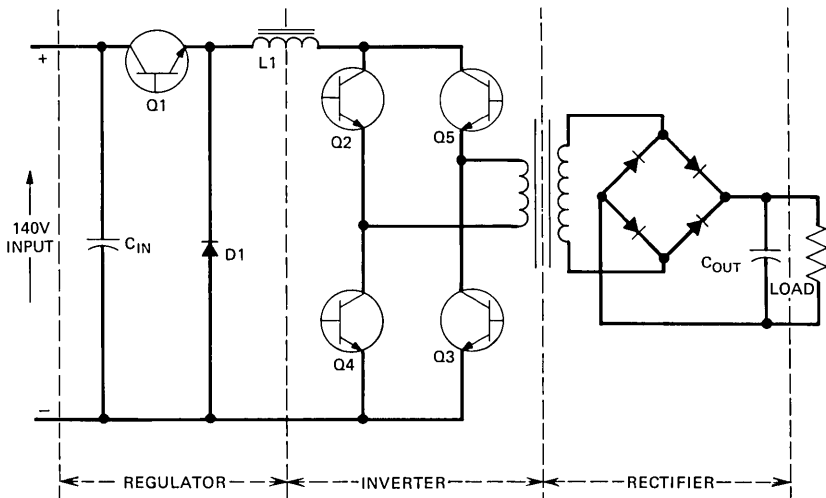 +
Q1
L1
Q2
Q5
140V
INPUT
C_IN
D1
C_OUT
LOAD
Q4
Q3
−
REGULATOR
INVERTER
RECTIFIER